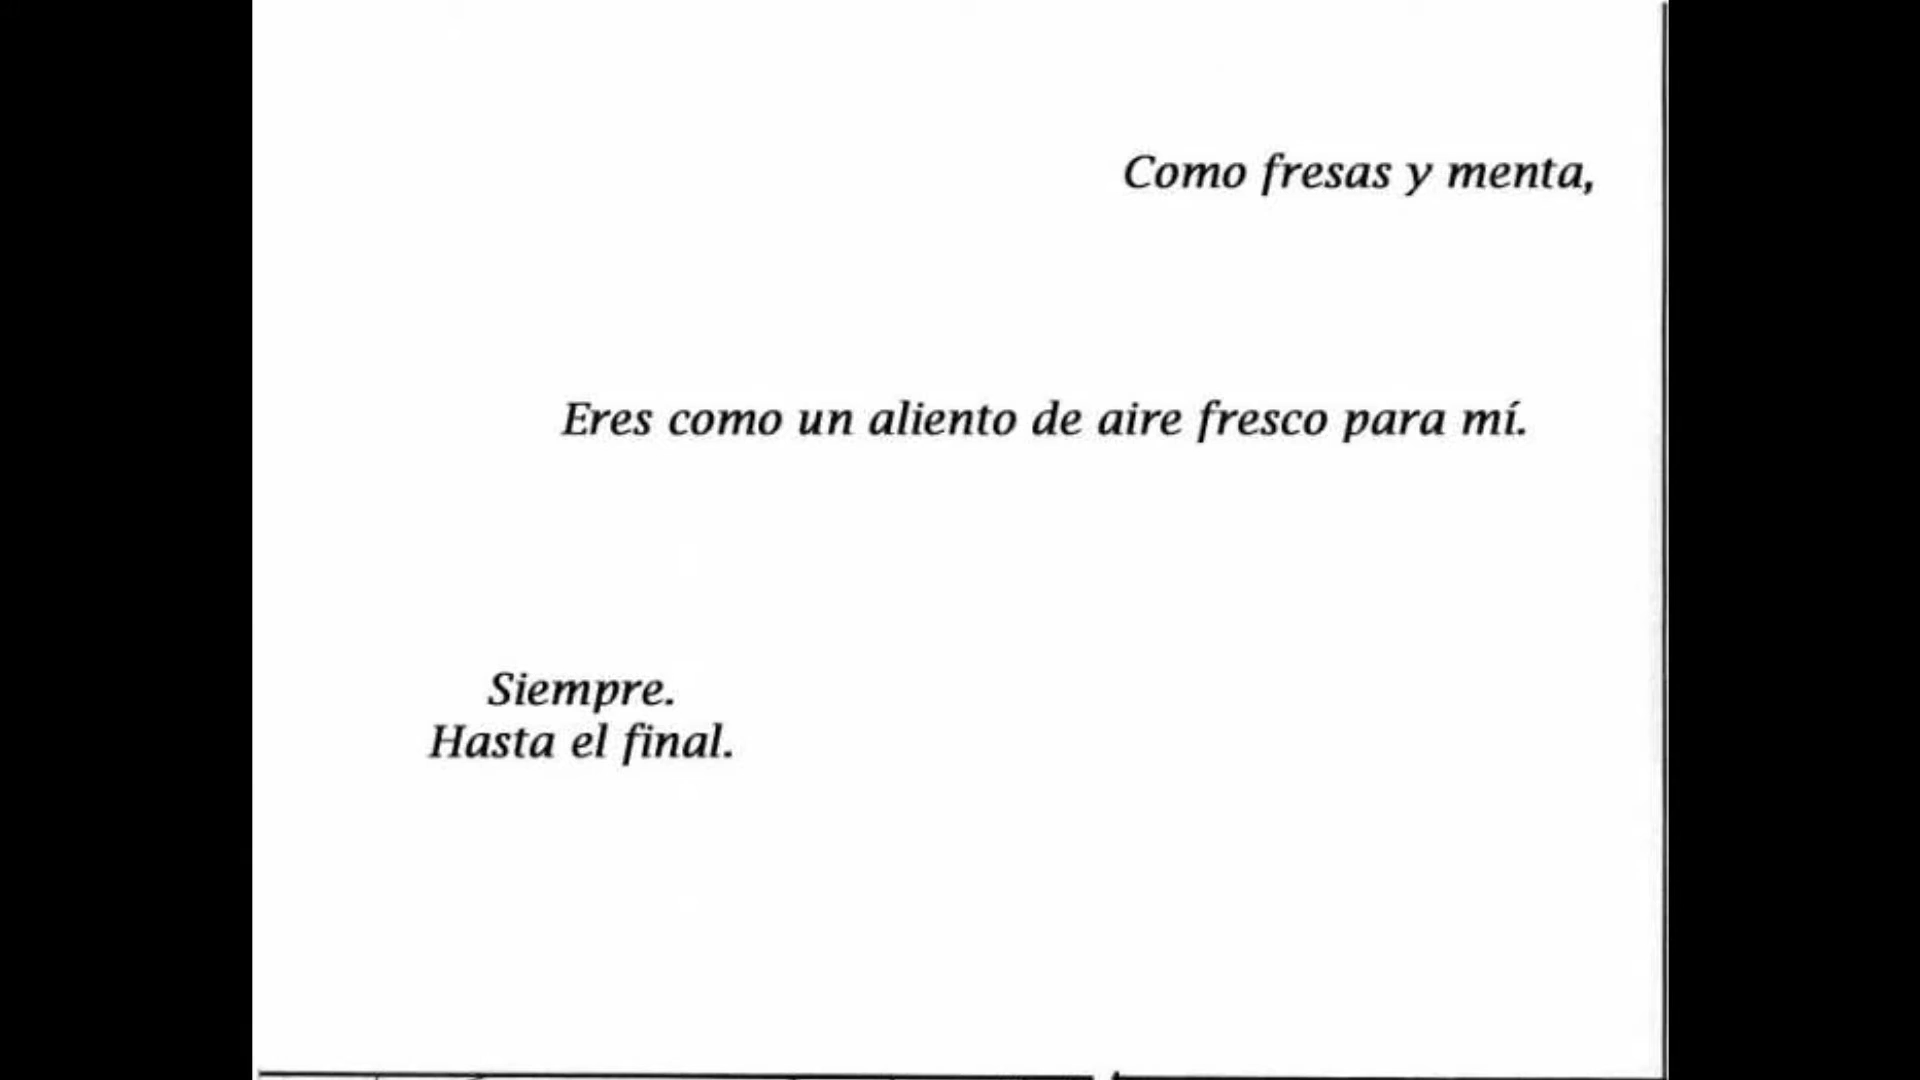 Como fresas y menta,
Eres como un aliento de aire fresco para mí.
Siempre.
Hasta el final.